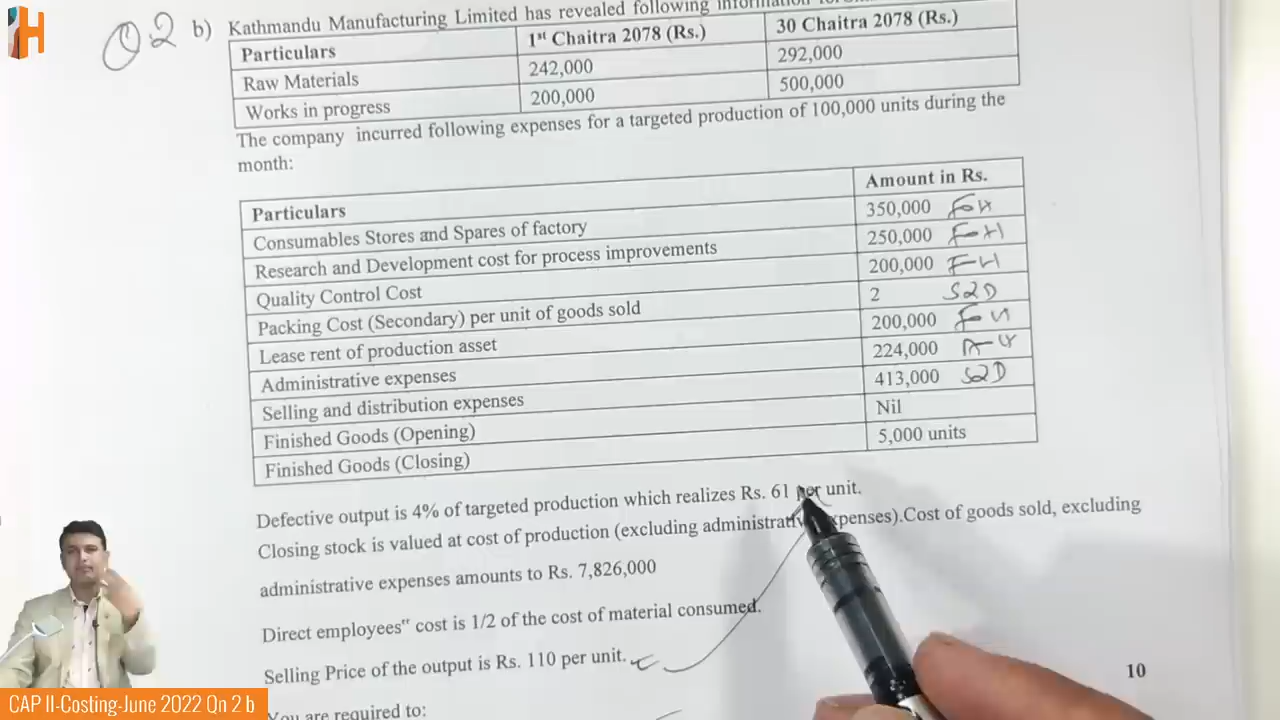 H
Q2 b) Kathmandu Manufacturing Limited has revealed following information
Particulars 1st Chaitra 2078 (Rs.) 30 Chaitra 2078 (Rs.)
Raw Materials 242,000 292,000
Works in progress 200,000 500,000
The company incurred following expenses for a targeted production of 100,000 units during the
month:
Particulars Amount in Rs.
Consumables Stores and Spares of factory 350,000 FOH
Research and Development cost for process improvements 250,000 FOH
Quality Control Cost 200,000 FOH
Packing Cost (Secondary) per unit of goods sold 2 S&D
Lease rent of production asset 200,000 FOH
Administrative expenses 224,000
Selling and distribution expenses 413,000 S&D
Finished Goods (Opening) Nil
Finished Goods (Closing) 5,000 units
Defective output is 4% of targeted production which realizes Rs. 61 per unit.
Closing stock is valued at cost of production (excluding administrative expenses).Cost of goods sold, excluding
administrative expenses amounts to Rs. 7,826,000
Direct employees" cost is 1/2 of the cost of material consumed.
Selling Price of the output is Rs. 110 per unit.
10
You are required to:
CAP II-Costing-June 2022 Qn 2 b